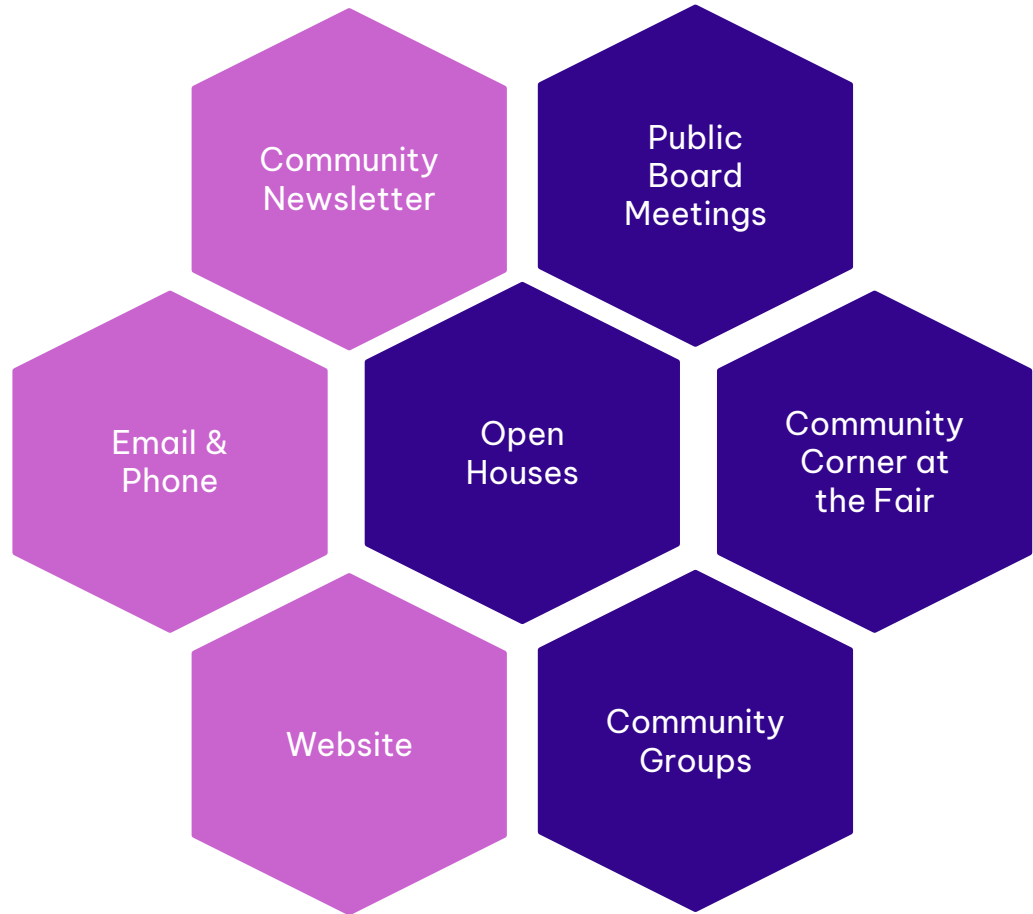 Community
Newsletter
Public
Board
Meetings
Email &
Phone
Open
Houses
Community
Corner at
the Fair
Website
Community
Groups